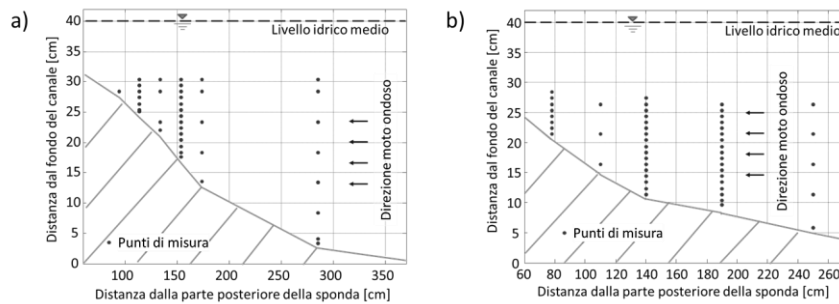 a)
Livello idrico medio
40
35
30
25
20
15
10
5
0
Distanza dal fondo del canale [cm]
Direzione moto ondoso
Punti di misura
100 150 200 250 300 350
Distanza dalla parte posteriore della sponda [cm]
b)
Livello idrico medio
40
35
30
25
20
15
10
5
0
Distanza dal fondo del canale [cm]
Direzione moto ondoso
Punti di misura
60 80 100 120 140 160 180 200 220 240 260
Distanza dalla parte posteriore della sponda [cm]